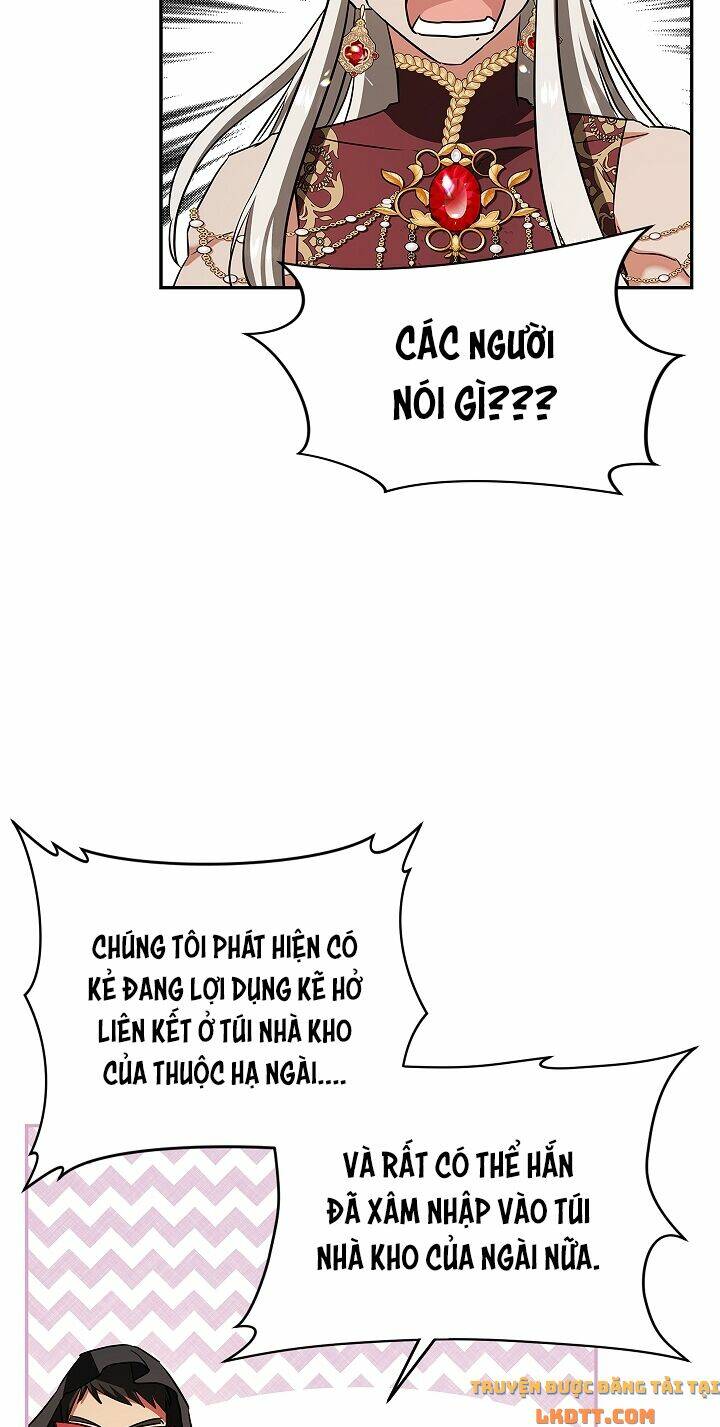 CÁC NGƯỜI
NÓI GÌ???
CHÚNG TÔI PHÁT HIỆN CÓ
KẺ ĐANG LỢI DỤNG KẼ HỞ
LIÊN KẾT Ở TÚI NHÀ KHO
CỦA THUỘC HẠ NGÀI....
VÀ RẤT CÓ THỂ HẮN
ĐÃ XÂM NHẬP VÀO TÚI
NHÀ KHO CỦA NGÀI NỮA.
TRUYỆN ĐƯỢC ĐĂNG TẢI TẠI
LKDTT.COM